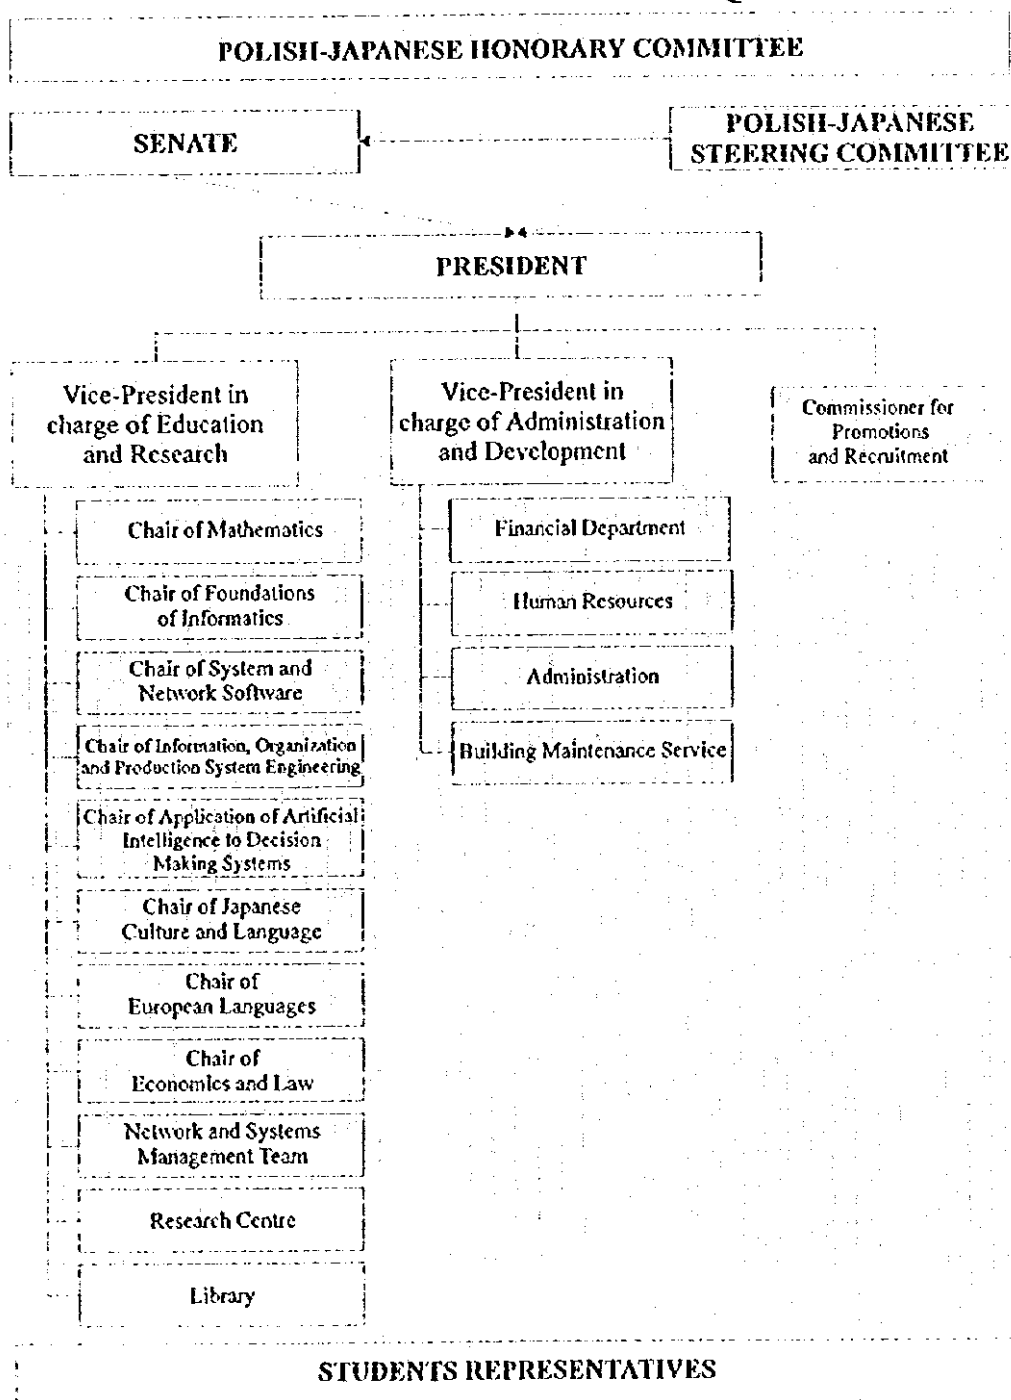 POLISH-JAPANESE HONORARY COMMITTEE
SENATE
POLISH-JAPANESE
STEERING COMMITTEE
PRESIDENT
Vice-President in
charge of Education
and Research
Vice-President in
charge of Administration
and Development
Commissioner for
Promotions
and Recruitment
Chair of Mathematics
Chair of Foundations
of Informatics
Chair of System and
Network Software
Chair of Information, Organization
and Production System Engineering
Chair of Application of Artificial
Intelligence to Decision
Making Systems
Chair of Japanese
Culture and Language
Chair of
European Languages
Chair of
Economics and Law
Network and Systems
Management Team
Research Centre
Library
Financial Department
Human Resources
Administration
Building Maintenance Service
STUDENTS REPRESENTATIVES